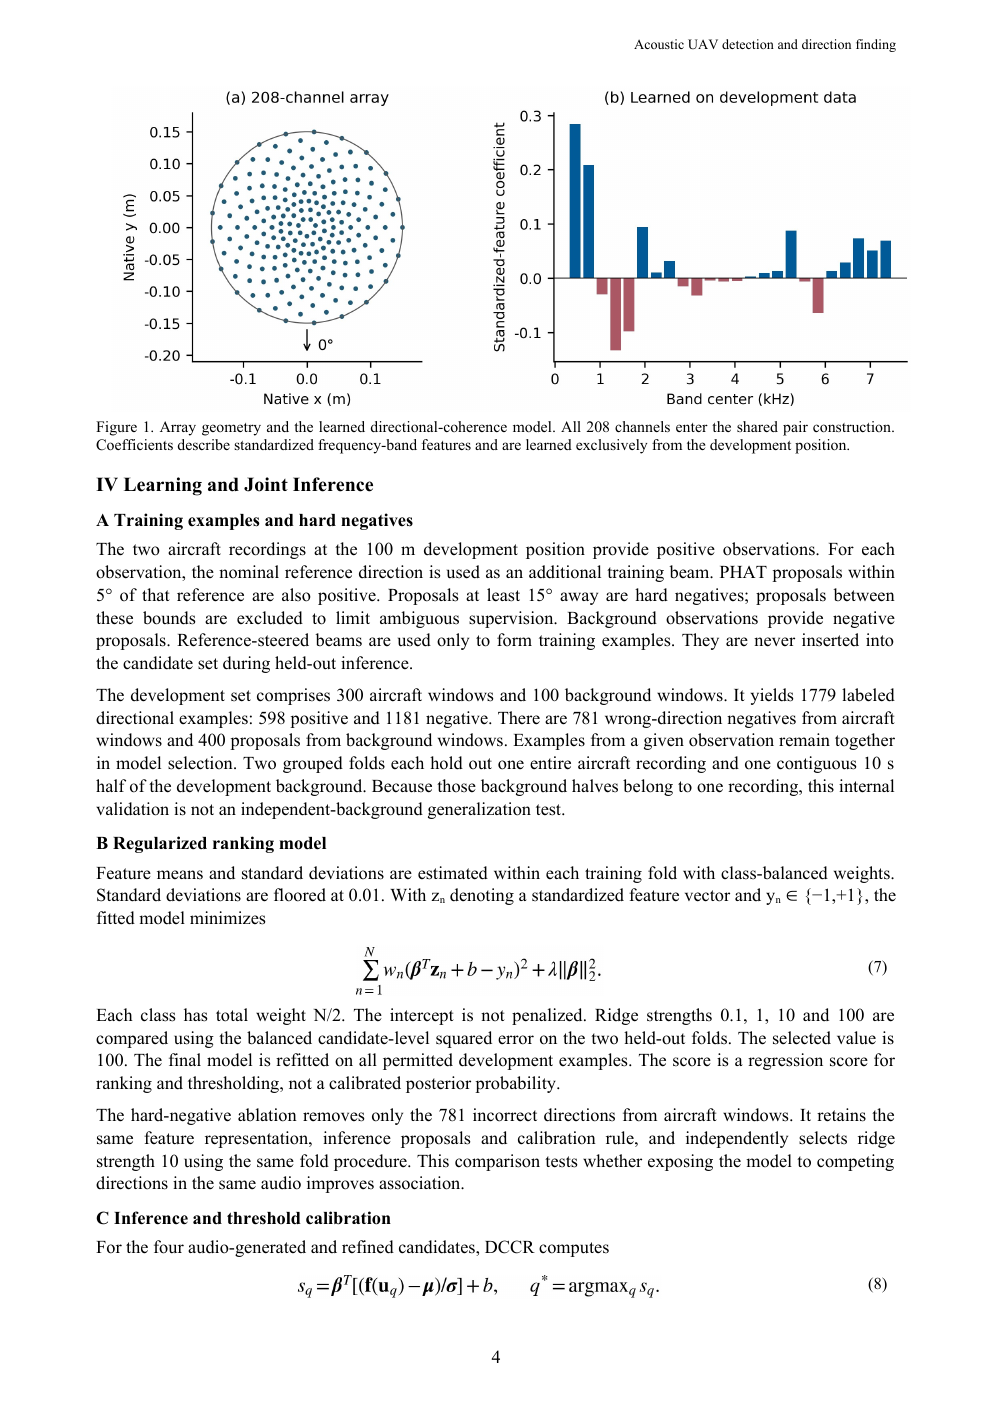 Acoustic UAV detection and direction finding
(a) 208-channel array
0.15
0.10
0.05
0.00
-0.05
-0.10
-0.15
-0.20
Native y (m)
0°
-0.1 0.0 0.1
Native x (m)
(b) Learned on development data
0.3
0.2
0.1
0.0
-0.1
Standardized-feature coefficient
0 1 2 3 4 5 6 7
Band center (kHz)
Figure 1. Array geometry and the learned directional-coherence model. All 208 channels enter the shared pair construction.
Coefficients describe standardized frequency-band features and are learned exclusively from the development position.
IV Learning and Joint Inference
A Training examples and hard negatives
The two aircraft recordings at the 100 m development position provide positive observations. For each
observation, the nominal reference direction is used as an additional training beam. PHAT proposals within
5° of that reference are also positive. Proposals at least 15° away are hard negatives; proposals between
these bounds are excluded to limit ambiguous supervision. Background observations provide negative
proposals. Reference-steered beams are used only to form training examples. They are never inserted into
the candidate set during held-out inference.
The development set comprises 300 aircraft windows and 100 background windows. It yields 1779 labeled
directional examples: 598 positive and 1181 negative. There are 781 wrong-direction negatives from aircraft
windows and 400 proposals from background windows. Examples from a given observation remain together
in model selection. Two grouped folds each hold out one entire aircraft recording and one contiguous 10 s
half of the development background. Because those background halves belong to one recording, this internal
validation is not an independent-background generalization test.
B Regularized ranking model
Feature means and standard deviations are estimated within each training fold with class-balanced weights.
Standard deviations are floored at 0.01. With zₙ denoting a standardized feature vector and yₙ ∈ {−1,+1}, the
fitted model minimizes
∑ₙ₌₁ᴺ wₙ(βᵀzₙ + b − yₙ)² + λ‖β‖₂². (7)
Each class has total weight N/2. The intercept is not penalized. Ridge strengths 0.1, 1, 10 and 100 are
compared using the balanced candidate-level squared error on the two held-out folds. The selected value is
100. The final model is refitted on all permitted development examples. The score is a regression score for
ranking and thresholding, not a calibrated posterior probability.
The hard-negative ablation removes only the 781 incorrect directions from aircraft windows. It retains the
same feature representation, inference proposals and calibration rule, and independently selects ridge
strength 10 using the same fold procedure. This comparison tests whether exposing the model to competing
directions in the same audio improves association.
C Inference and threshold calibration
For the four audio-generated and refined candidates, DCCR computes
s_q = βᵀ[(f(u_q) − μ)/σ] + b, q* = argmax_q s_q. (8)
4